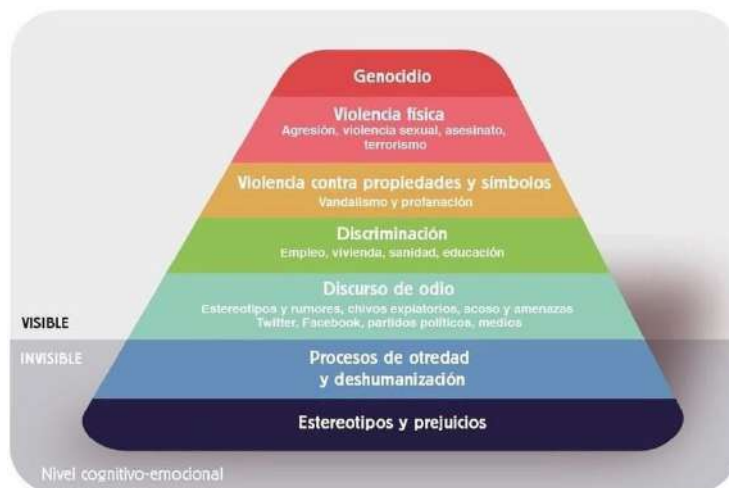 Genocidio
Violencia física
Agresión, violencia sexual, asesinato,
terrorismo
Violencia contra propiedades y símbolos
Vandalismo y profanación
Discriminación
Empleo, vivienda, sanidad, educación
Discurso de odio
Estereotipos y rumores, chivos expiatorios, acoso y amenazas
Twitter, Facebook, partidos políticos, medios
VISIBLE
INVISIBLE
Procesos de otredad
y deshumanización
Estereotipos y prejuicios
Nivel cognitivo-emocional